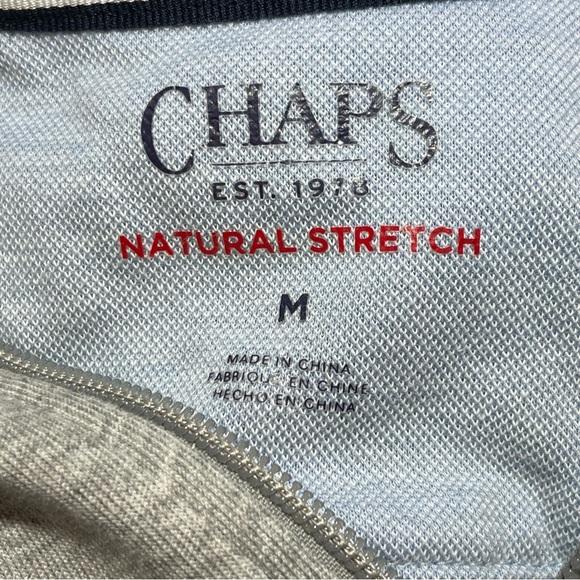 CHAPS
EST. 1978
NATURAL STRETCH
M
MADE IN CHINA
FABRIQUÉ EN CHINE
HECHO EN CHINA